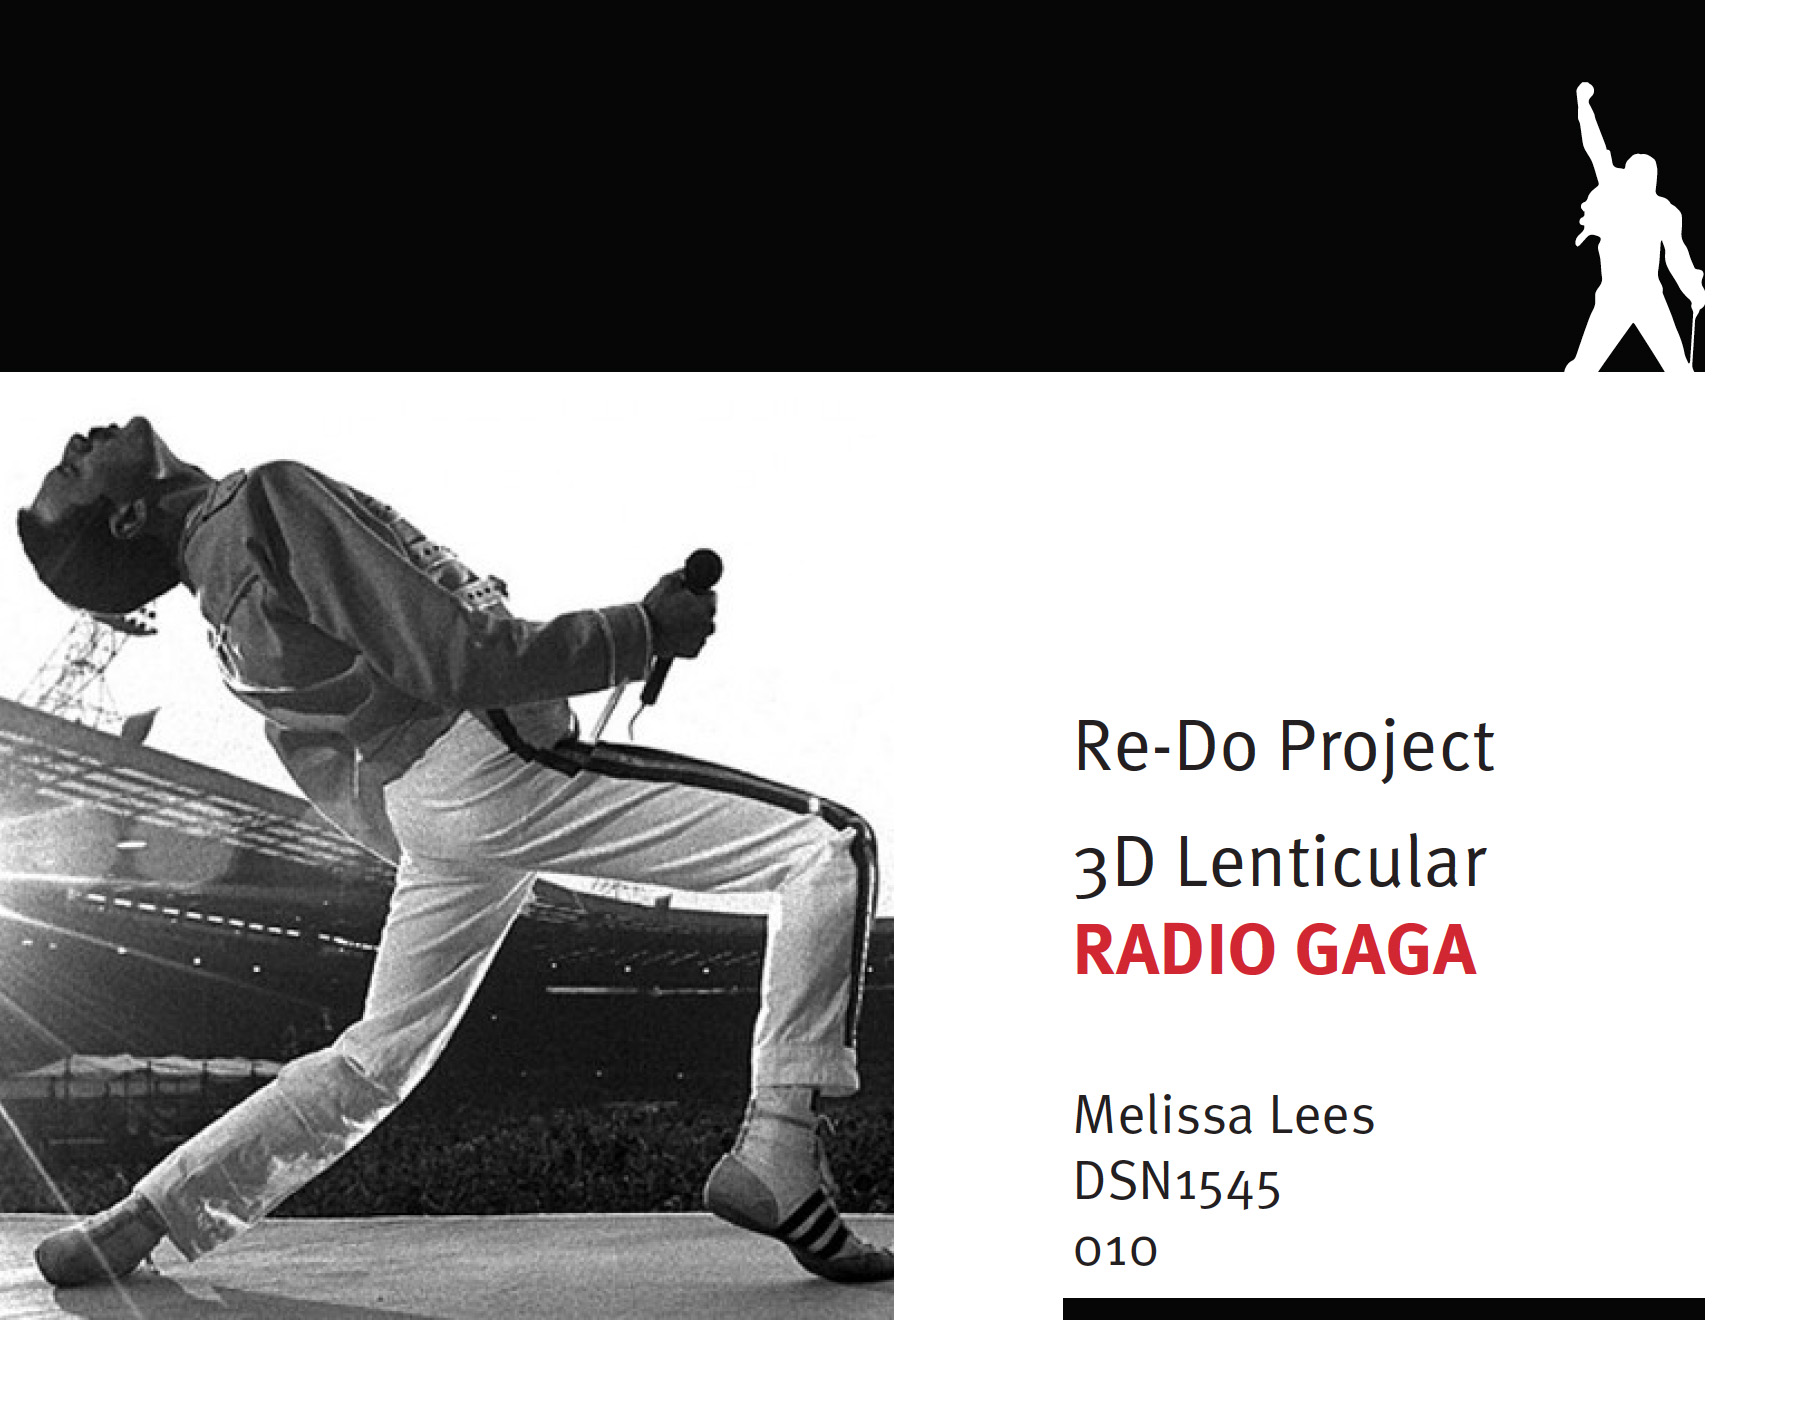 Re-Do Project
3D Lenticular
RADIO GAGA
Melissa Lees
DSN1545
010